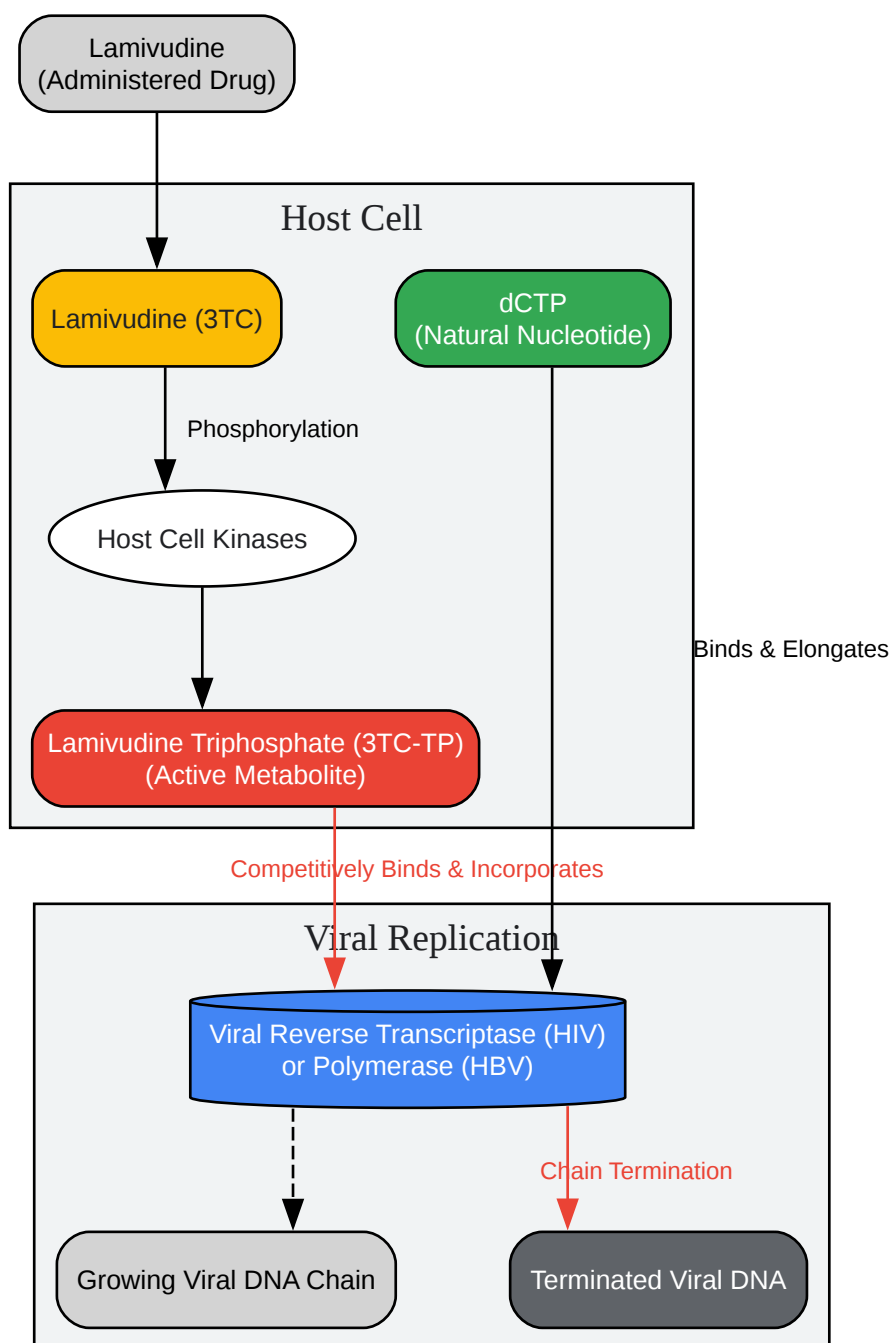 Lamivudine
(Administered Drug)
Host Cell
Lamivudine (3TC)
dCTP
(Natural Nucleotide)
Phosphorylation
Host Cell Kinases
Binds & Elongates
Lamivudine Triphosphate (3TC-TP)
(Active Metabolite)
Competitively Binds & Incorporates
Viral Replication
Viral Reverse Transcriptase (HIV)
or Polymerase (HBV)
Chain Termination
Growing Viral DNA Chain
Terminated Viral DNA